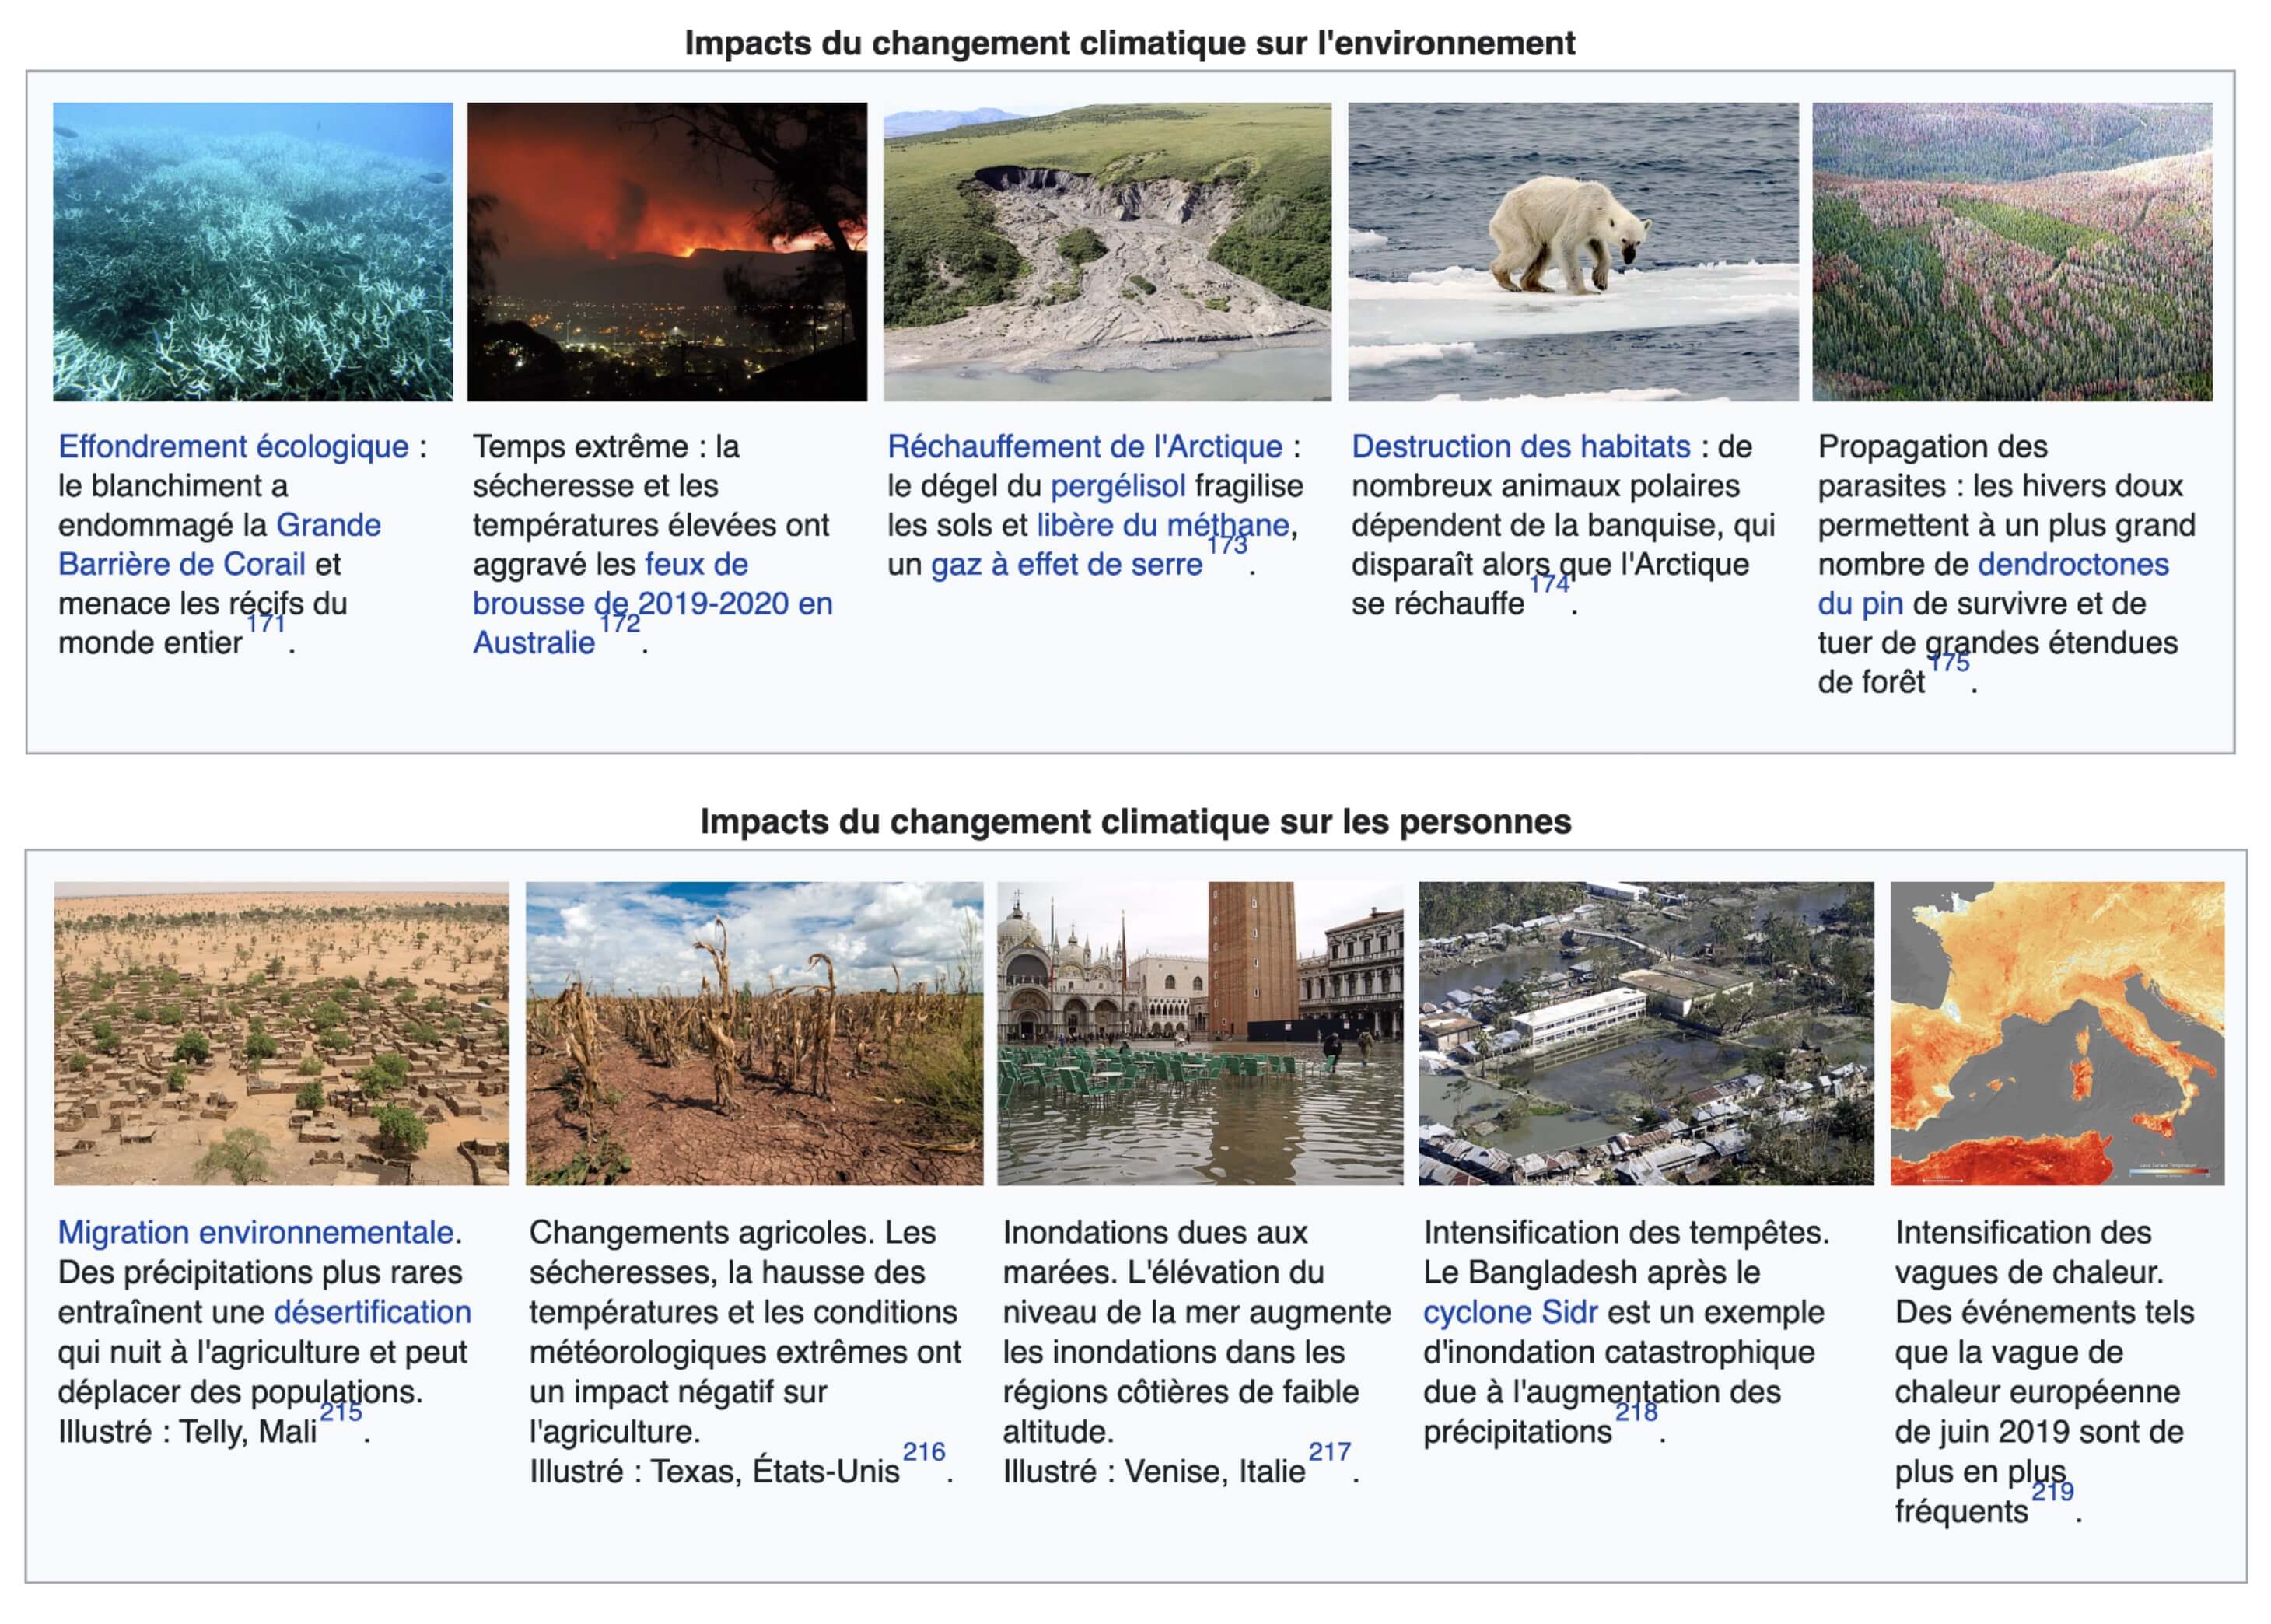 Impacts du changement climatique sur l'environnement
Effondrement écologique :
le blanchiment a
endommagé la Grande
Barrière de Corail et
menace les récifs du
monde entier 171.
Temps extrême : la
sécheresse et les
températures élevées ont
aggravé les feux de
brousse de 2019-2020 en
Australie 172.
Réchauffement de l'Arctique :
le dégel du pergélisol fragilise
les sols et libère du méthane,
un gaz à effet de serre 173.
Destruction des habitats : de
nombreux animaux polaires
dépendent de la banquise, qui
disparaît alors que l'Arctique
se réchauffe 174.
Propagation des
parasites : les hivers doux
permettent à un plus grand
nombre de dendroctones
du pin de survivre et de
tuer de grandes étendues
de forêt 175.
Impacts du changement climatique sur les personnes
Migration environnementale.
Des précipitations plus rares
entraînent une désertification
qui nuit à l'agriculture et peut
déplacer des populations.
Illustré : Telly, Mali 215.
Changements agricoles. Les
sécheresses, la hausse des
températures et les conditions
météorologiques extrêmes ont
un impact négatif sur
l'agriculture.
Illustré : Texas, États-Unis 216.
Inondations dues aux
marées. L'élévation du
niveau de la mer augmente
les inondations dans les
régions côtières de faible
altitude.
Illustré : Venise, Italie 217.
Intensification des tempêtes.
Le Bangladesh après le
cyclone Sidr est un exemple
d'inondation catastrophique
due à l'augmentation des
précipitations 218.
Land Surface Temperature
Intensification des
vagues de chaleur.
Des événements tels
que la vague de
chaleur européenne
de juin 2019 sont de
plus en plus
fréquents 219.